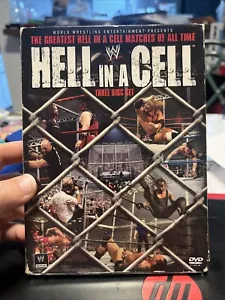 WORLD WRESTLING ENTERTAINMENT PRESENTS
THE GREATEST HELL IN A CELL MATCHES OF ALL TIME
HELL IN A CELL
THREE DISC SET
DVD